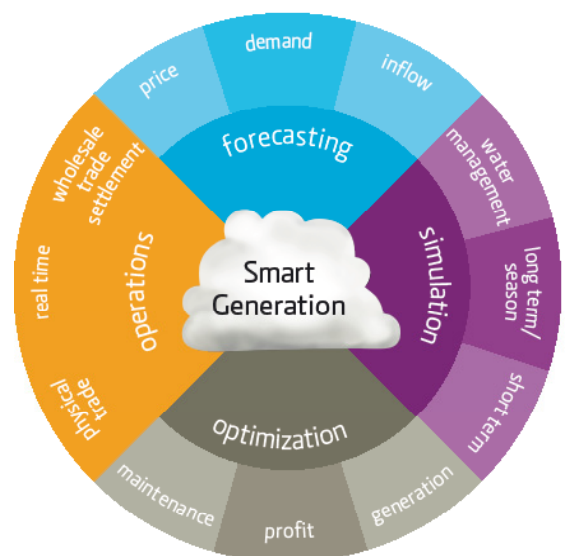 demand
price
inflow
forecasting
wholesale
trade
settlement
water
management
real time
operations
Smart
Generation
simulation
long term/
season
physical
trade
short term
optimization
maintenance
profit
generation